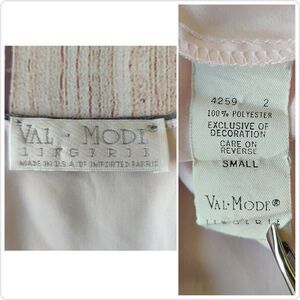 VAL·MODE
LINGERIE
MADE IN U.S.A. OF IMPORTED FABRIC
4259 2
100% POLYESTER
EXCLUSIVE OF
DECORATION
CARE ON
REVERSE
SMALL
VAL·MODE®
LINGERIE